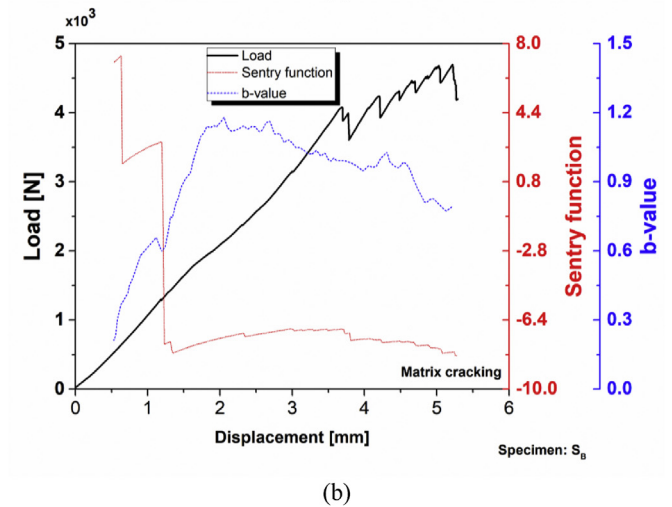 x10³
5
4
3
2
1
0
Load [N]
Load
Sentry function
b-value
8.0
4.4
0.8
-2.8
-6.4
-10.0
Sentry function
1.5
1.2
0.9
0.6
0.3
0.0
b-value
Matrix cracking
0 1 2 3 4 5 6
Displacement [mm]
Specimen: S_B
(b)